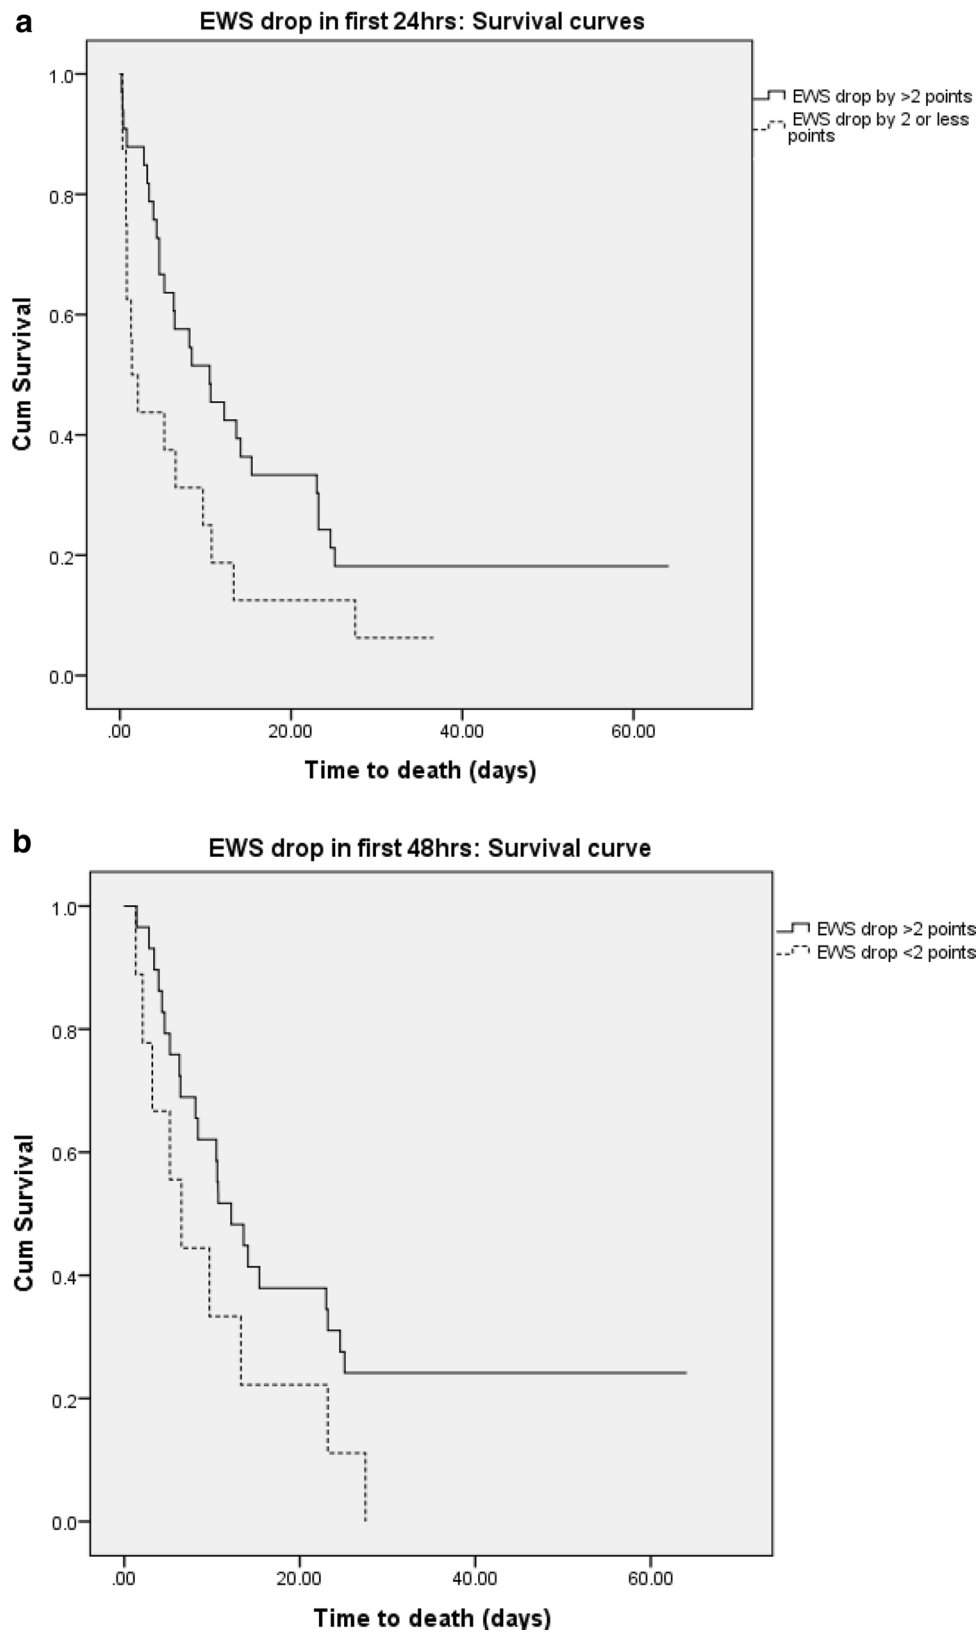 a
EWS drop in first 24hrs: Survival curves
1.0
0.8
0.6
0.4
0.2
0.0
Cum Survival
.00 20.00 40.00 60.00
Time to death (days)
EWS drop by >2 points
EWS drop by 2 or less
points
b
EWS drop in first 48hrs: Survival curve
1.0
0.8
0.6
0.4
0.2
0.0
Cum Survival
.00 20.00 40.00 60.00
Time to death (days)
EWS drop >2 points
EWS drop <2 points